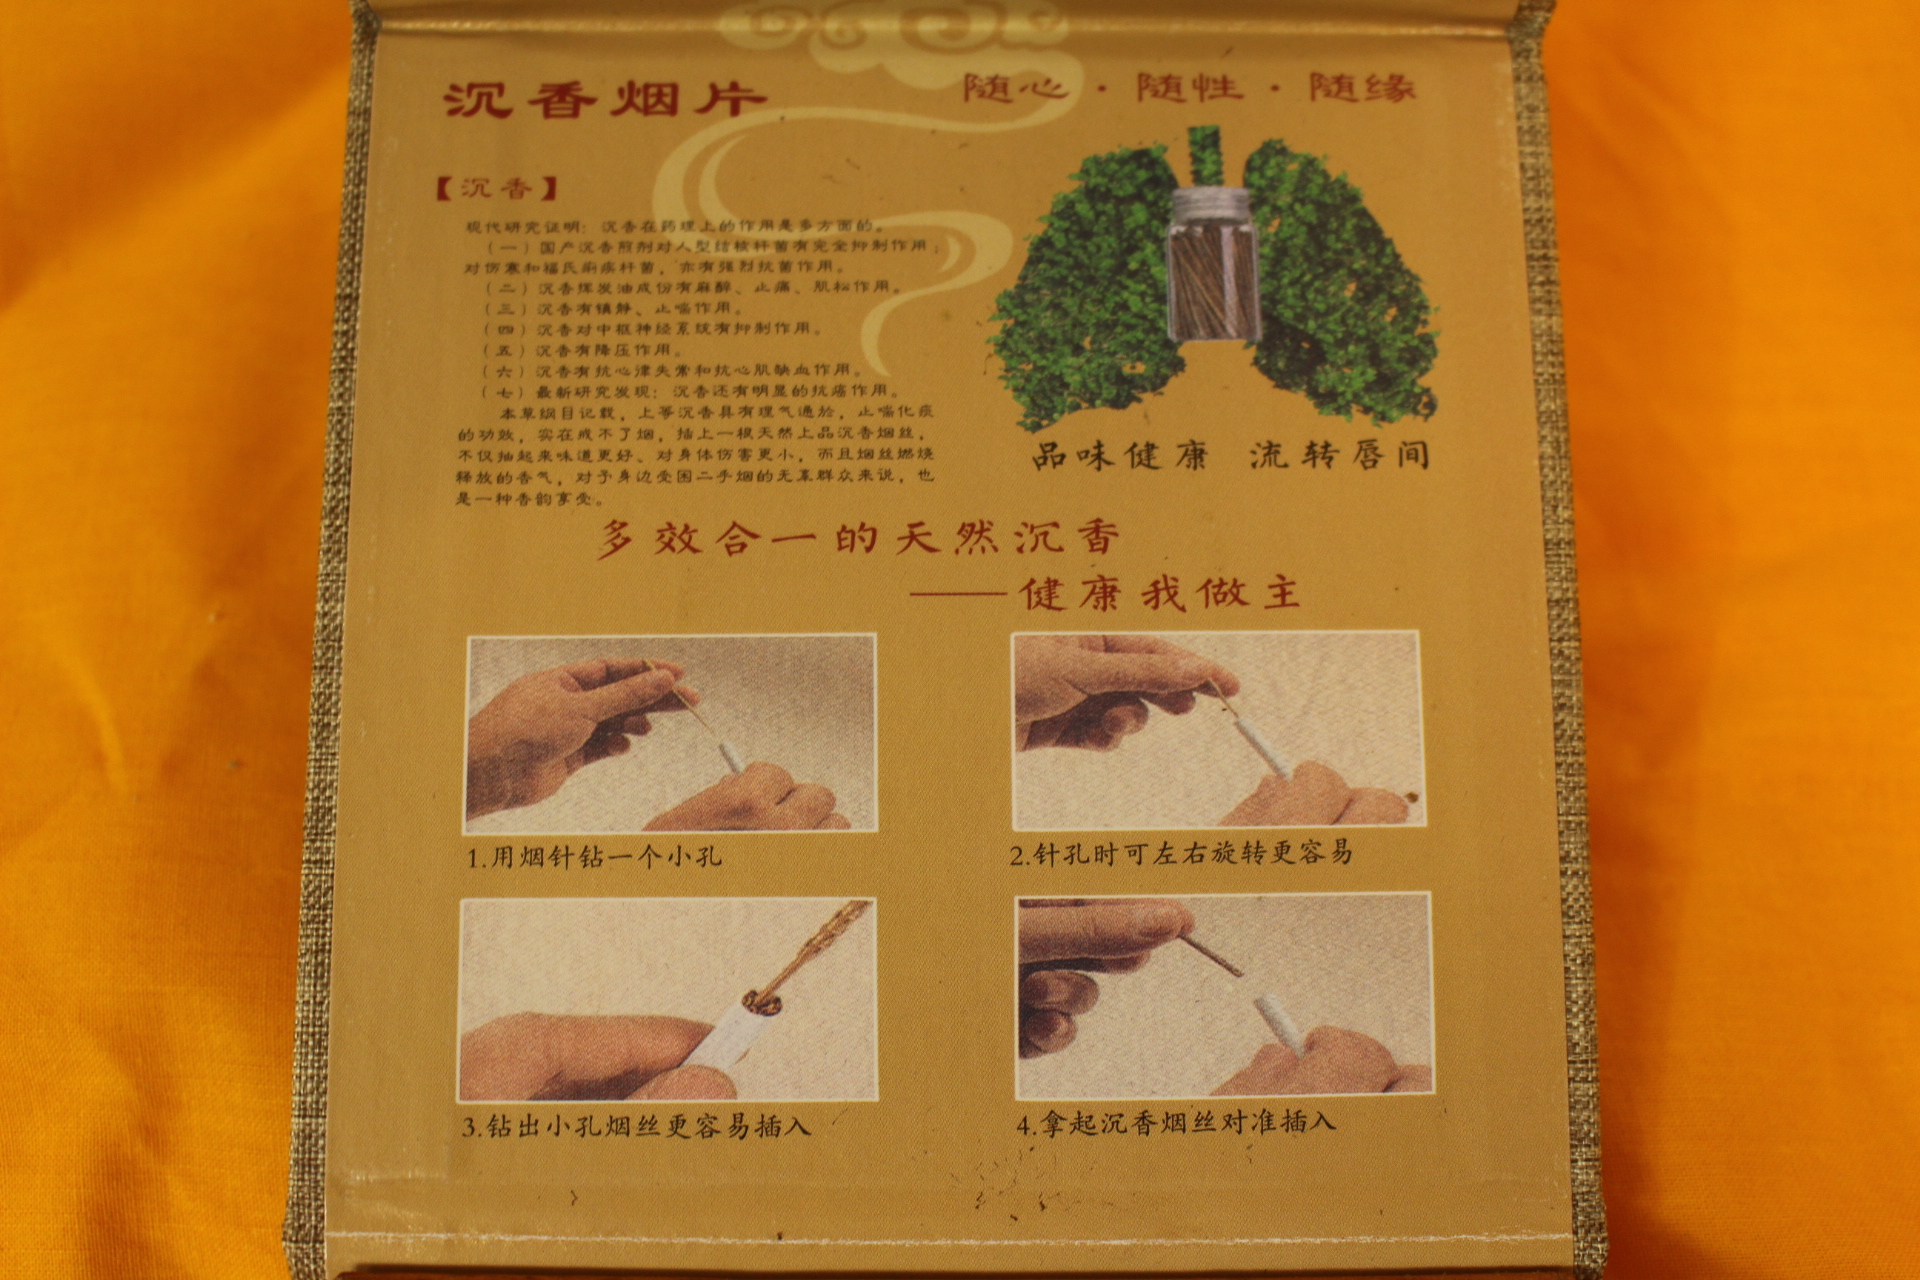 沉香烟片
随心·随性·随缘
【沉香】
现代研究证明：沉香在药理上的作用是多方面的。
（一）国产沉香煎剂对人型结核杆菌有完全抑制作用；
对伤寒和福氏痢疾杆菌，亦有强烈抗菌作用。
（二）沉香挥发油成份有麻醉、止痛、肌松作用。
（三）沉香有镇静、止喘作用。
（四）沉香对中枢神经系统有抑制作用。
（五）沉香有降压作用。
（六）沉香有抗心律失常和抗心肌缺血作用。
（七）最新研究发现：沉香还有明显的抗癌作用。
本草纲目记载，上等沉香具有理气通於，止喘化痰
的功效，实在戒不了烟，插上一根天然上品沉香烟丝，
不仅抽起来味道更好、对身体伤害更小，而且烟丝燃烧
释放的香气，对于身边受困二手烟的无辜群众来说，也
是一种香韵享受。
品味健康 流转唇间
多效合一的天然沉香
——健康我做主
1.用烟针钻一个小孔
2.针孔时可左右旋转更容易
3.钻出小孔烟丝更容易插入
4.拿起沉香烟丝对准插入